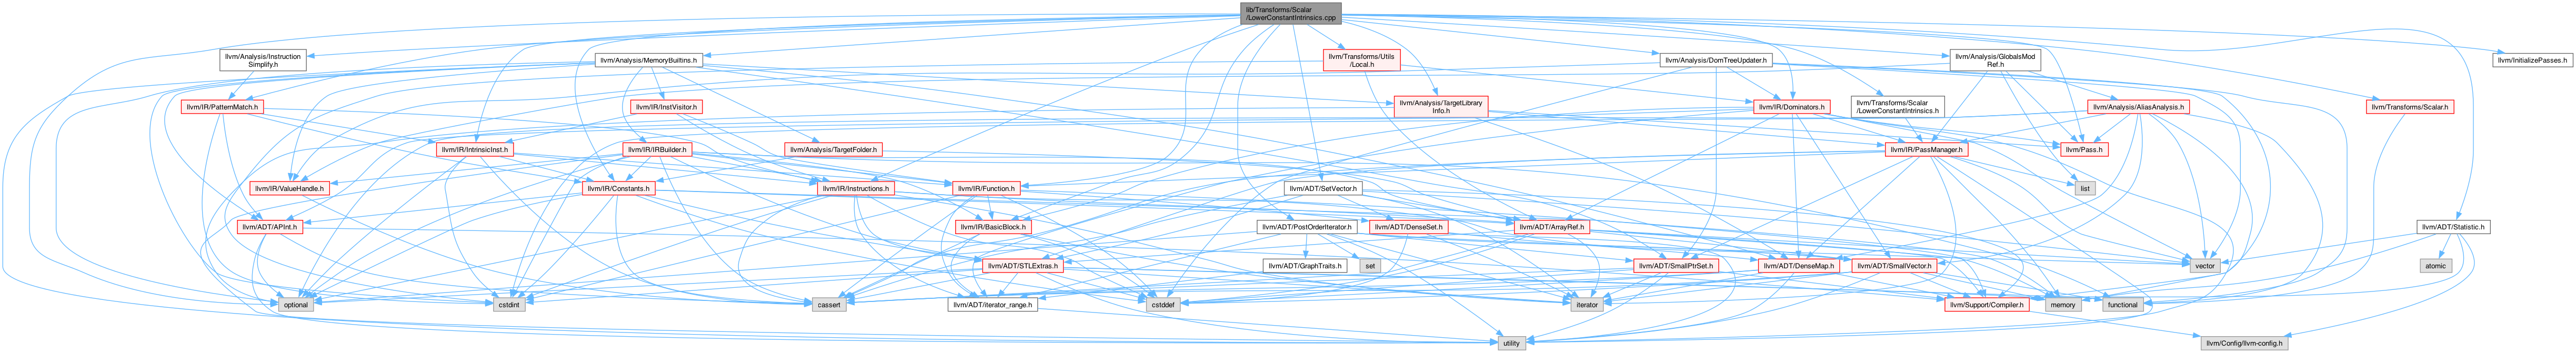 lib/Transforms/Scalar
/LowerConstantIntrinsics.cpp
llvm/Analysis/Instruction
Simplify.h
llvm/Analysis/MemoryBuiltins.h
llvm/Transforms/Utils
/Local.h
llvm/Analysis/DomTreeUpdater.h
llvm/Analysis/GlobalsMod
Ref.h
llvm/InitializePasses.h
llvm/IR/PatternMatch.h
llvm/IR/InstVisitor.h
llvm/Analysis/TargetLibrary
Info.h
llvm/IR/Dominators.h
llvm/Transforms/Scalar
/LowerConstantIntrinsics.h
llvm/Analysis/AliasAnalysis.h
llvm/Transforms/Scalar.h
llvm/IR/IntrinsicInst.h
llvm/IR/IRBuilder.h
llvm/Analysis/TargetFolder.h
llvm/IR/PassManager.h
llvm/Pass.h
llvm/IR/ValueHandle.h
llvm/IR/Constants.h
llvm/IR/Instructions.h
llvm/IR/Function.h
llvm/ADT/SetVector.h
list
llvm/ADT/APInt.h
llvm/IR/BasicBlock.h
llvm/ADT/PostOrderIterator.h
llvm/ADT/DenseSet.h
llvm/ADT/ArrayRef.h
llvm/ADT/Statistic.h
llvm/ADT/STLExtras.h
llvm/ADT/GraphTraits.h
set
llvm/ADT/SmallPtrSet.h
llvm/ADT/DenseMap.h
llvm/ADT/SmallVector.h
vector
atomic
optional
cstdint
cassert
llvm/ADT/iterator_range.h
cstddef
iterator
llvm/Support/Compiler.h
memory
functional
utility
llvm/Config/llvm-config.h